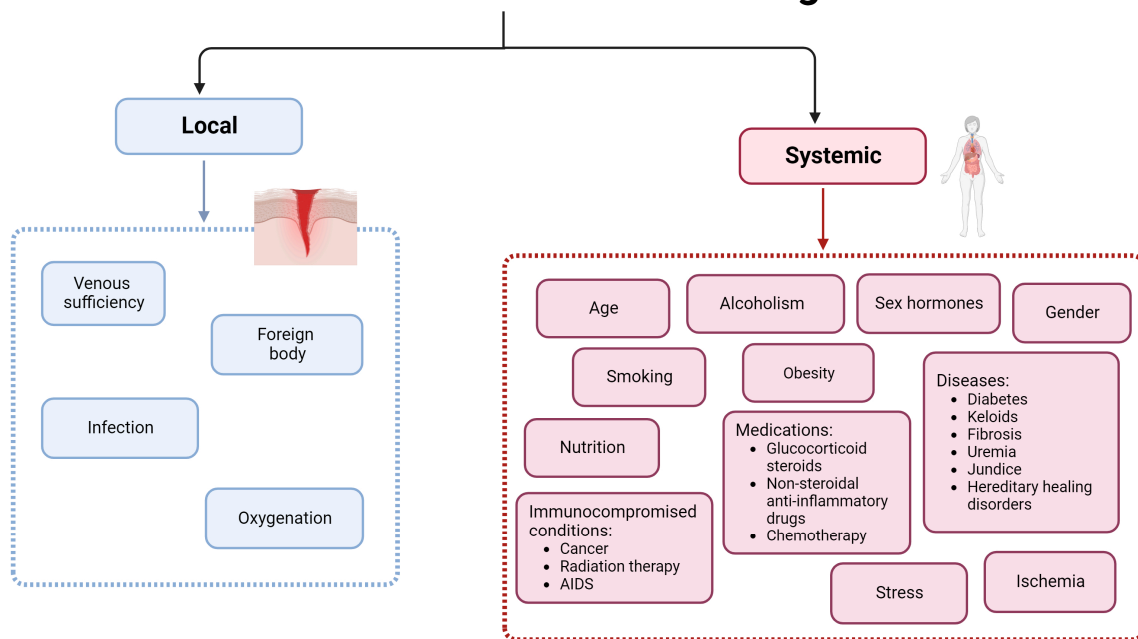 Local
Systemic
Venous
sufficiency
Foreign
body
Infection
Oxygenation
Age
Alcoholism
Sex hormones
Gender
Smoking
Obesity
Nutrition
Diseases:
• Diabetes
• Keloids
• Fibrosis
• Uremia
• Jundice
• Hereditary healing
disorders
Medications:
• Glucocorticoid
steroids
• Non-steroidal
anti-inflammatory
drugs
• Chemotherapy
Immunocompromised
conditions:
• Cancer
• Radiation therapy
• AIDS
Stress
Ischemia